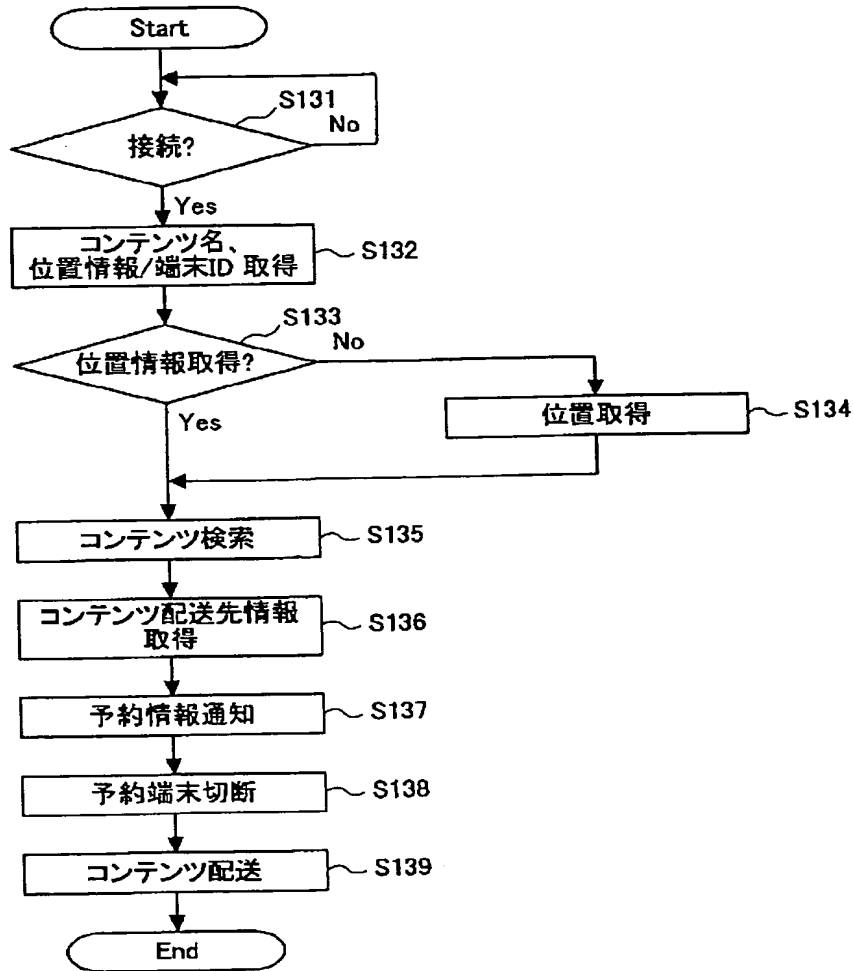 Start
S131
No
接続?
Yes
コンテンツ名、
位置情報/端末ID 取得
S132
S133
No
位置情報取得?
Yes
位置取得
S134
コンテンツ検索
S135
コンテンツ配送先情報
取得
S136
予約情報通知
S137
予約端末切断
S138
コンテンツ配送
S139
End